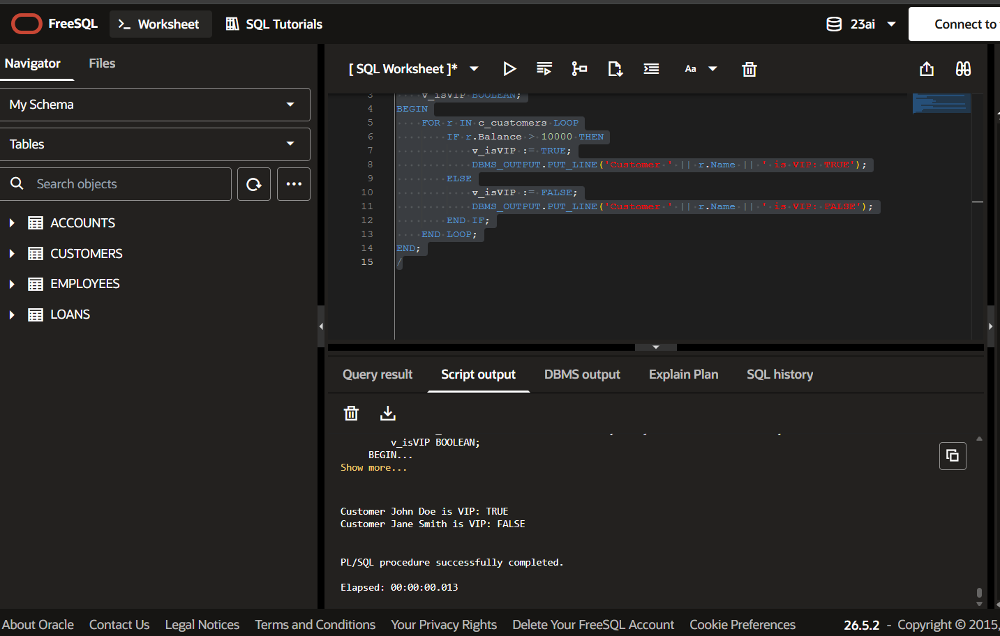 FreeSQL
>_ Worksheet
SQL Tutorials
23ai
Connect to
Navigator
Files
My Schema
Tables
Search objects
ACCOUNTS
CUSTOMERS
EMPLOYEES
LOANS
[ SQL Worksheet ]*
Aa
3 v_isVIP BOOLEAN;
4 BEGIN
5 FOR r IN c_customers LOOP
6 IF r.Balance > 10000 THEN
7 v_isVIP := TRUE;
8 DBMS_OUTPUT.PUT_LINE('Customer ' || r.Name || ' is VIP: TRUE');
9 ELSE
10 v_isVIP := FALSE;
11 DBMS_OUTPUT.PUT_LINE('Customer ' || r.Name || ' is VIP: FALSE');
12 END IF;
13 END LOOP;
14 END;
15 /
Query result
Script output
DBMS output
Explain Plan
SQL history
v_isVIP BOOLEAN;
BEGIN...
Show more...
Customer John Doe is VIP: TRUE
Customer Jane Smith is VIP: FALSE
PL/SQL procedure successfully completed.
Elapsed: 00:00:00.013
About Oracle
Contact Us
Legal Notices
Terms and Conditions
Your Privacy Rights
Delete Your FreeSQL Account
Cookie Preferences
26.5.2 - Copyright © 2015,